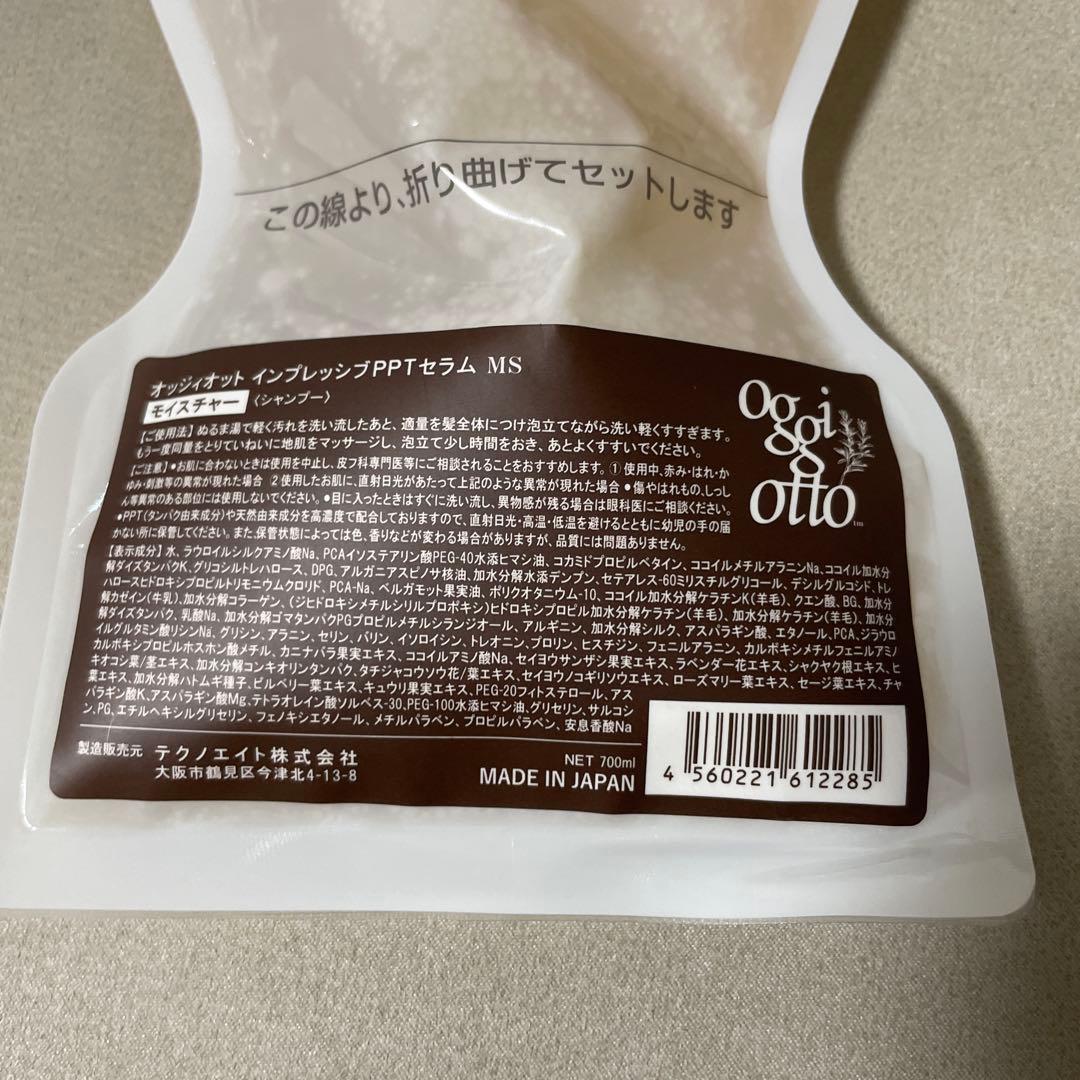 この線より、折り曲げてセットします
オッジィオット インプレッシブPPTセラム MS
モイスチャー 〈シャンプー〉
oggi
otto
TM
【ご使用法】ぬるま湯で軽く汚れを洗い流したあと、適量を髪全体につけ泡立てながら洗い軽くすすぎます。
もう一度同量をとりていねいに地肌をマッサージし、泡立て少し時間をおき、あとよくすすいでください。
【ご注意】●お肌に合わないときは使用を中止し、皮フ科専門医等にご相談されることをおすすめします。① 使用中、赤み・はれ・か
ゆみ・刺激等の異常が現れた場合 2 使用したお肌に、直射日光があたって上記のような異常が現れた場合 ●傷やはれもの、しっし
ん等異常のある部位には使用しないでください。●目に入ったときはすぐに洗い流し、異物感が残る場合は眼科医にご相談ください。
●PPT(タンパク由来成分)や天然由来成分を高濃度で配合しておりますので、直射日光・高温・低温を避けるとともに幼児の手の届
かない所に保管してください。また、保管状態によっては色、香りなどが変わる場合がありますが、品質には問題ありません。
【表示成分】水、ラウロイルシルクアミノ酸Na、PCAイソステアリン酸PEG-40水添ヒマシ油、コカミドプロピルベタイン、ココイルメチルアラニンNa、ココイル加水分
解ダイズタンパクK、グリコシルトレハロース、DPG、アルガニアスピノサ核油、加水分解水添デンプン、セテアレス-60ミリスチルグリコール、デシルグルコシド、トレ
ハロースヒドロキシプロピルトリモニウムクロリド、PCA-Na、ベルガモット果実油、ポリクオタニウム-10、ココイル加水分解ケラチンK(羊毛)、クエン酸、BG、加水分
解カゼイン(牛乳)、加水分解コラーゲン、(ジヒドロキシメチルシリルプロポキシ)ヒドロキシプロピル加水分解ケラチン(羊毛)、加水分解ケラチン(羊毛)、加水分
解ダイズタンパク、乳酸Na、加水分解ゴマタンパクPGプロピルメチルシランジオール、アルギニン、加水分解シルク、アスパラギン酸、エタノール、PCA、ジラウロ
イルグルタミン酸リシンNa、グリシン、アラニン、セリン、バリン、イソロイシン、トレオニン、プロリン、ヒスチジン、フェニルアラニン、カルボキシメチルフェニルアミノ
カルボキシプロピルホスホン酸メチル、カニナバラ果実エキス、ココイルアミノ酸Na、セイヨウサンザシ果実エキス、ラベンダー花エキス、シャクヤク根エキス、ヒ
キオコシ葉/茎エキス、加水分解コンキオリンタンパク、タチジャコウソウ花/葉エキス、セイヨウノコギリソウエキス、ローズマリー葉エキス、セージ葉エキス、チャ
葉エキス、加水分解ハトムギ種子、ビルベリー葉エキス、キュウリ果実エキス、PEG-20フィトステロール、アス
パラギン酸K、アスパラギン酸Mg、テトラオレイン酸ソルベス-30、PEG-100水添ヒマシ油、グリセリン、サルコシ
ン、PG、エチルヘキシルグリセリン、フェノキシエタノール、メチルパラベン、プロピルパラベン、安息香酸Na
製造販売元 テクノエイト株式会社
大阪市鶴見区今津北4-13-8
NET 700ml
MADE IN JAPAN
4 560221 612285